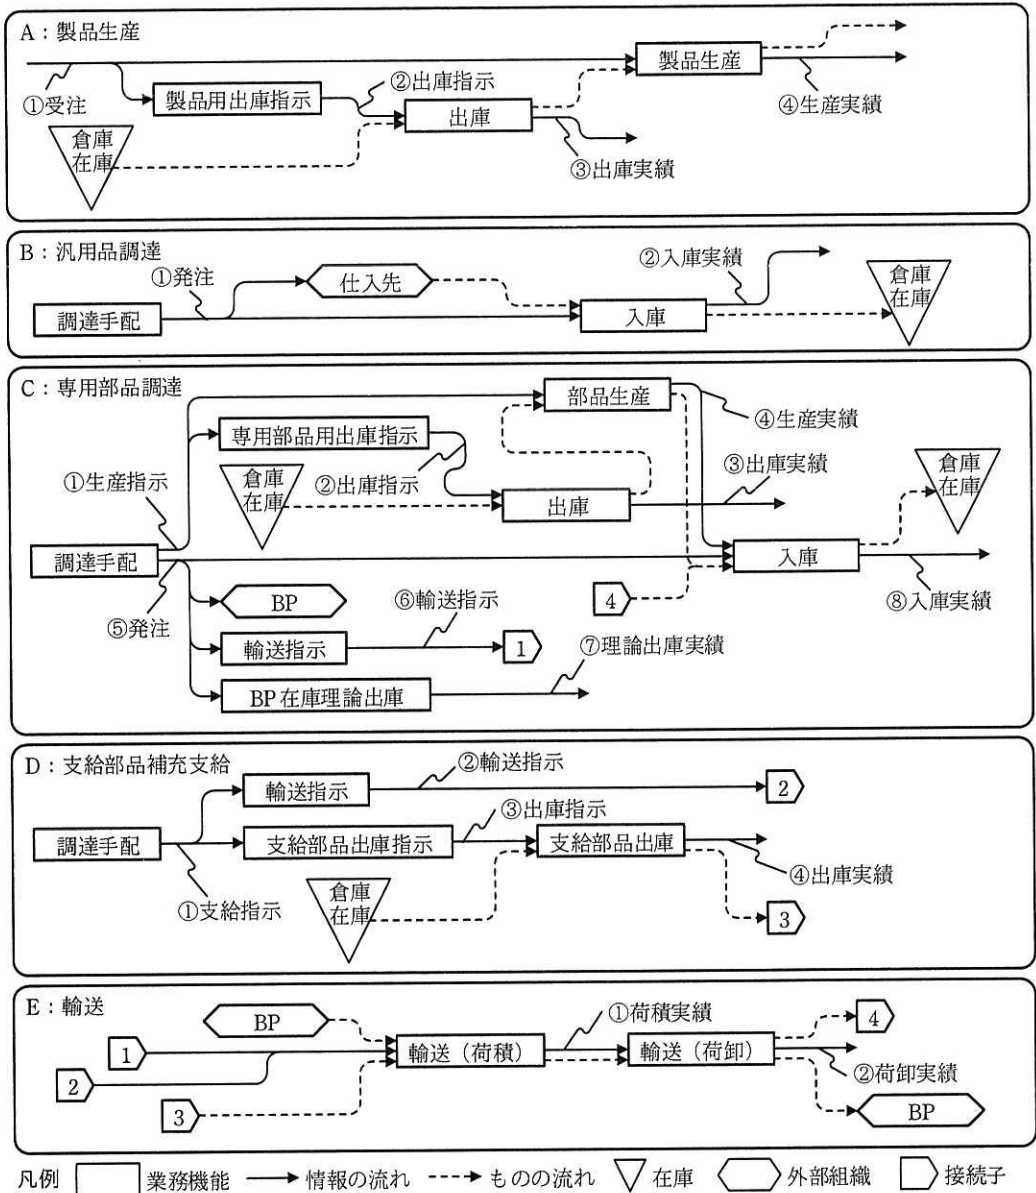 A：製品生産
製品生産
①受注
製品用出庫指示
②出庫指示
出庫
④生産実績
倉庫
在庫
③出庫実績
B：汎用品調達
①発注
仕入先
②入庫実績
倉庫
在庫
調達手配
入庫
C：専用部品調達
部品生産
④生産実績
専用部品用出庫指示
①生産指示
倉庫
在庫
②出庫指示
③出庫実績
倉庫
在庫
出庫
調達手配
入庫
⑤発注
BP
⑥輸送指示
4
⑧入庫実績
輸送指示
1
⑦理論出庫実績
BP在庫理論出庫
D：支給部品補充支給
②輸送指示
輸送指示
2
③出庫指示
調達手配
支給部品出庫指示
支給部品出庫
①支給指示
倉庫
在庫
④出庫実績
3
E：輸送
BP
①荷積実績
4
1
輸送（荷積）
輸送（荷卸）
2
②荷卸実績
3
BP
凡例 業務機能 情報の流れ ものの流れ 在庫 外部組織 接続子